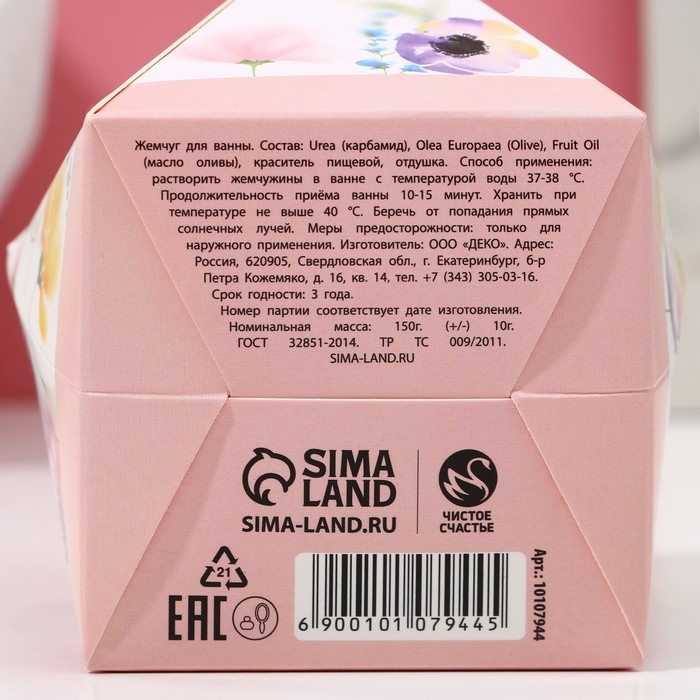 Жемчуг для ванны. Состав: Urea (карбамид), Olea Europaea (Olive), Fruit Oil
(масло оливы), краситель пищевой, отдушка. Способ применения:
растворить жемчужины в ванне с температурой воды 37-38 °C.
Продолжительность приёма ванны 10-15 минут. Хранить при
температуре не выше 40 °C. Беречь от попадания прямых
солнечных лучей. Меры предосторожности: только для
наружного применения. Изготовитель: ООО «ДЕКО». Адрес:
Россия, 620905, Свердловская обл., г. Екатеринбург, б-р
Петра Кожемяко, д. 16, кв. 14, тел. +7 (343) 305-03-16.
Срок годности: 3 года.
Номер партии соответствует дате изготовления.
Номинальная масса: 150г. (+/-) 10г.
ГОСТ 32851-2014. ТР ТС 009/2011.
SIMA-LAND.RU
SIMA
LAND
SIMA-LAND.RU
ЧИСТОЕ
СЧАСТЬЕ
21
EAC
6 900101 079445
Арт.: 10107944